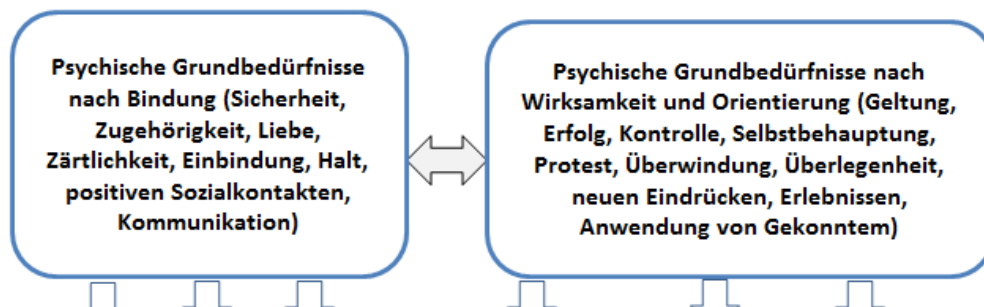 Psychische Grundbedürfnisse
nach Bindung (Sicherheit,
Zugehörigkeit, Liebe,
Zärtlichkeit, Einbindung, Halt,
positiven Sozialkontakten,
Kommunikation)
Psychische Grundbedürfnisse nach
Wirksamkeit und Orientierung (Geltung,
Erfolg, Kontrolle, Selbstbehauptung,
Protest, Überwindung, Überlegenheit,
neuen Eindrücken, Erlebnissen,
Anwendung von Gekonntem)